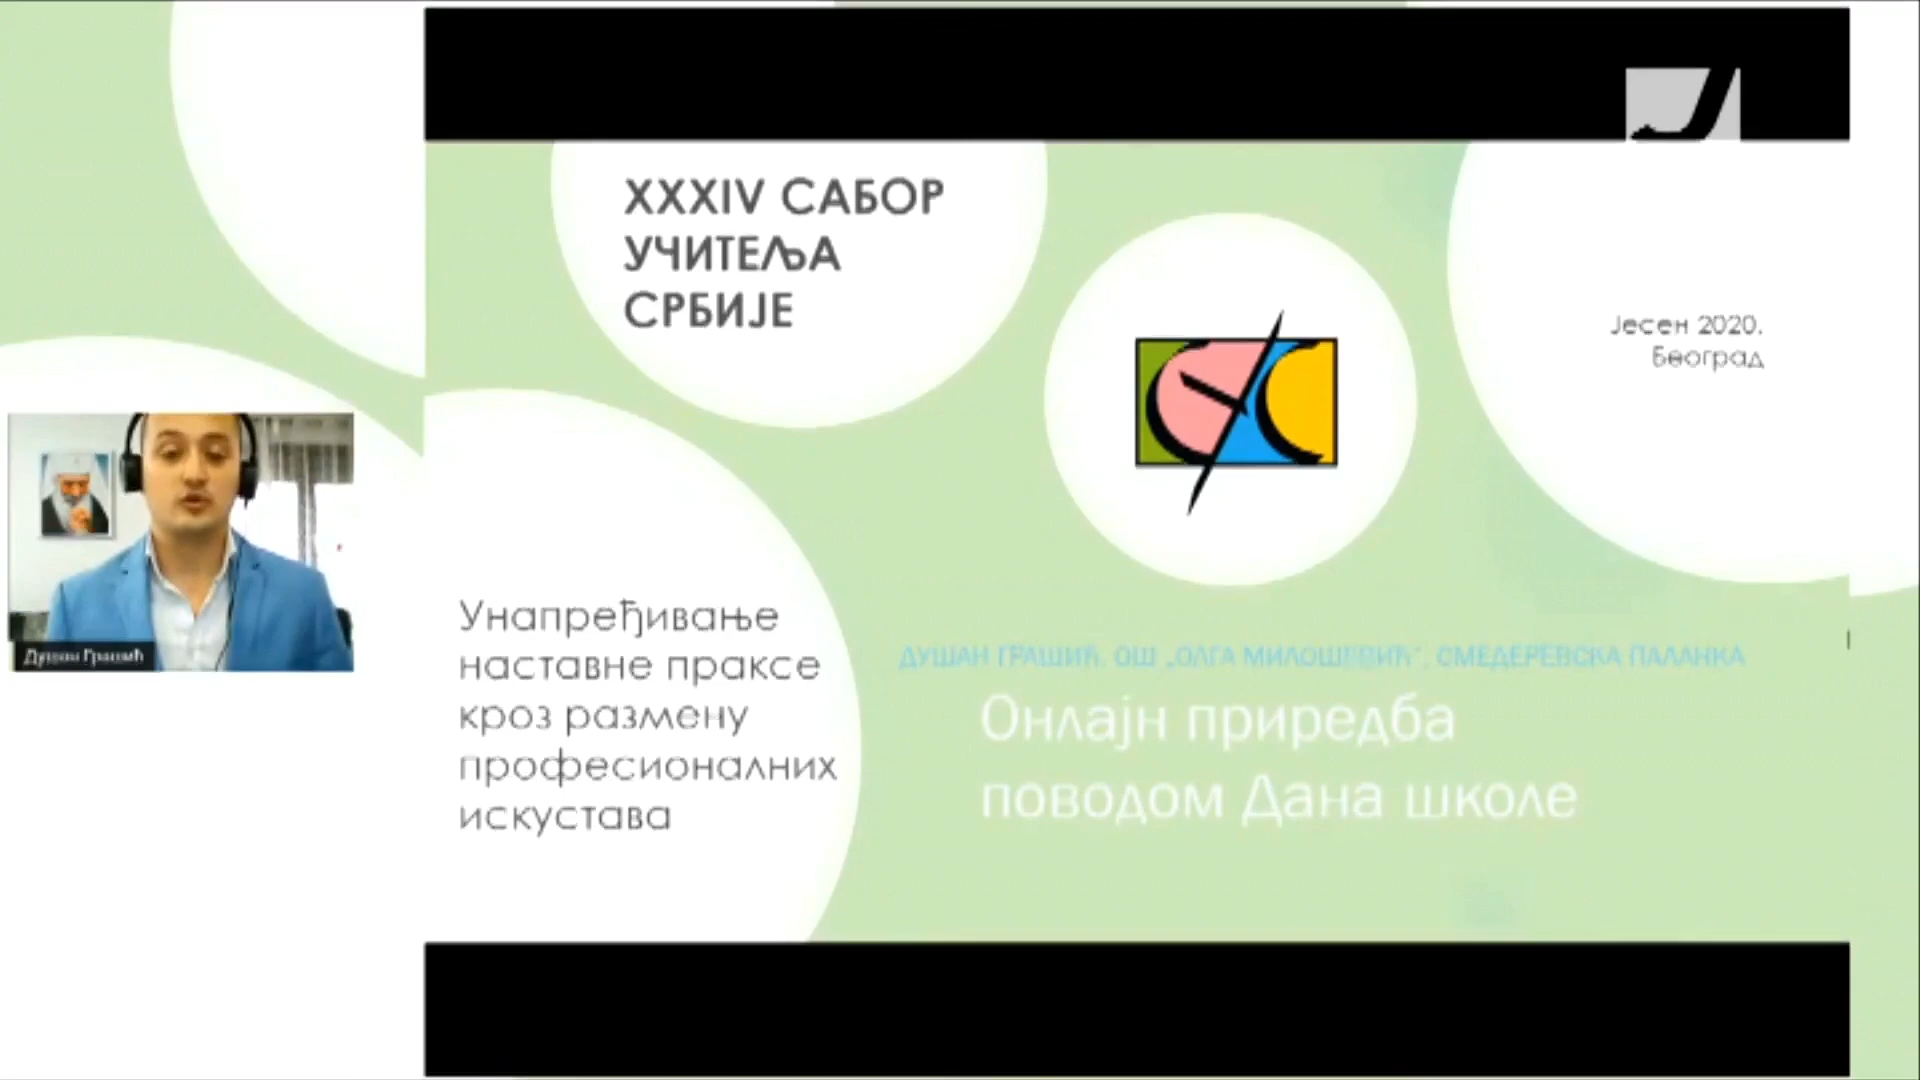 XXXIV САБОР
УЧИТЕЉА
СРБИЈЕ
Јесен 2020.
Београд
Душан Грашић
Унапређивање
наставне праксе
кроз размену
професионалних
искустава
ДУШАН ГРАШИЋ, ОШ „ОЛГА МИЛОШЕВИЋ“, СМЕДЕРЕВСКА ПАЛАНКА
Онлајн приредба
поводом Дана школе